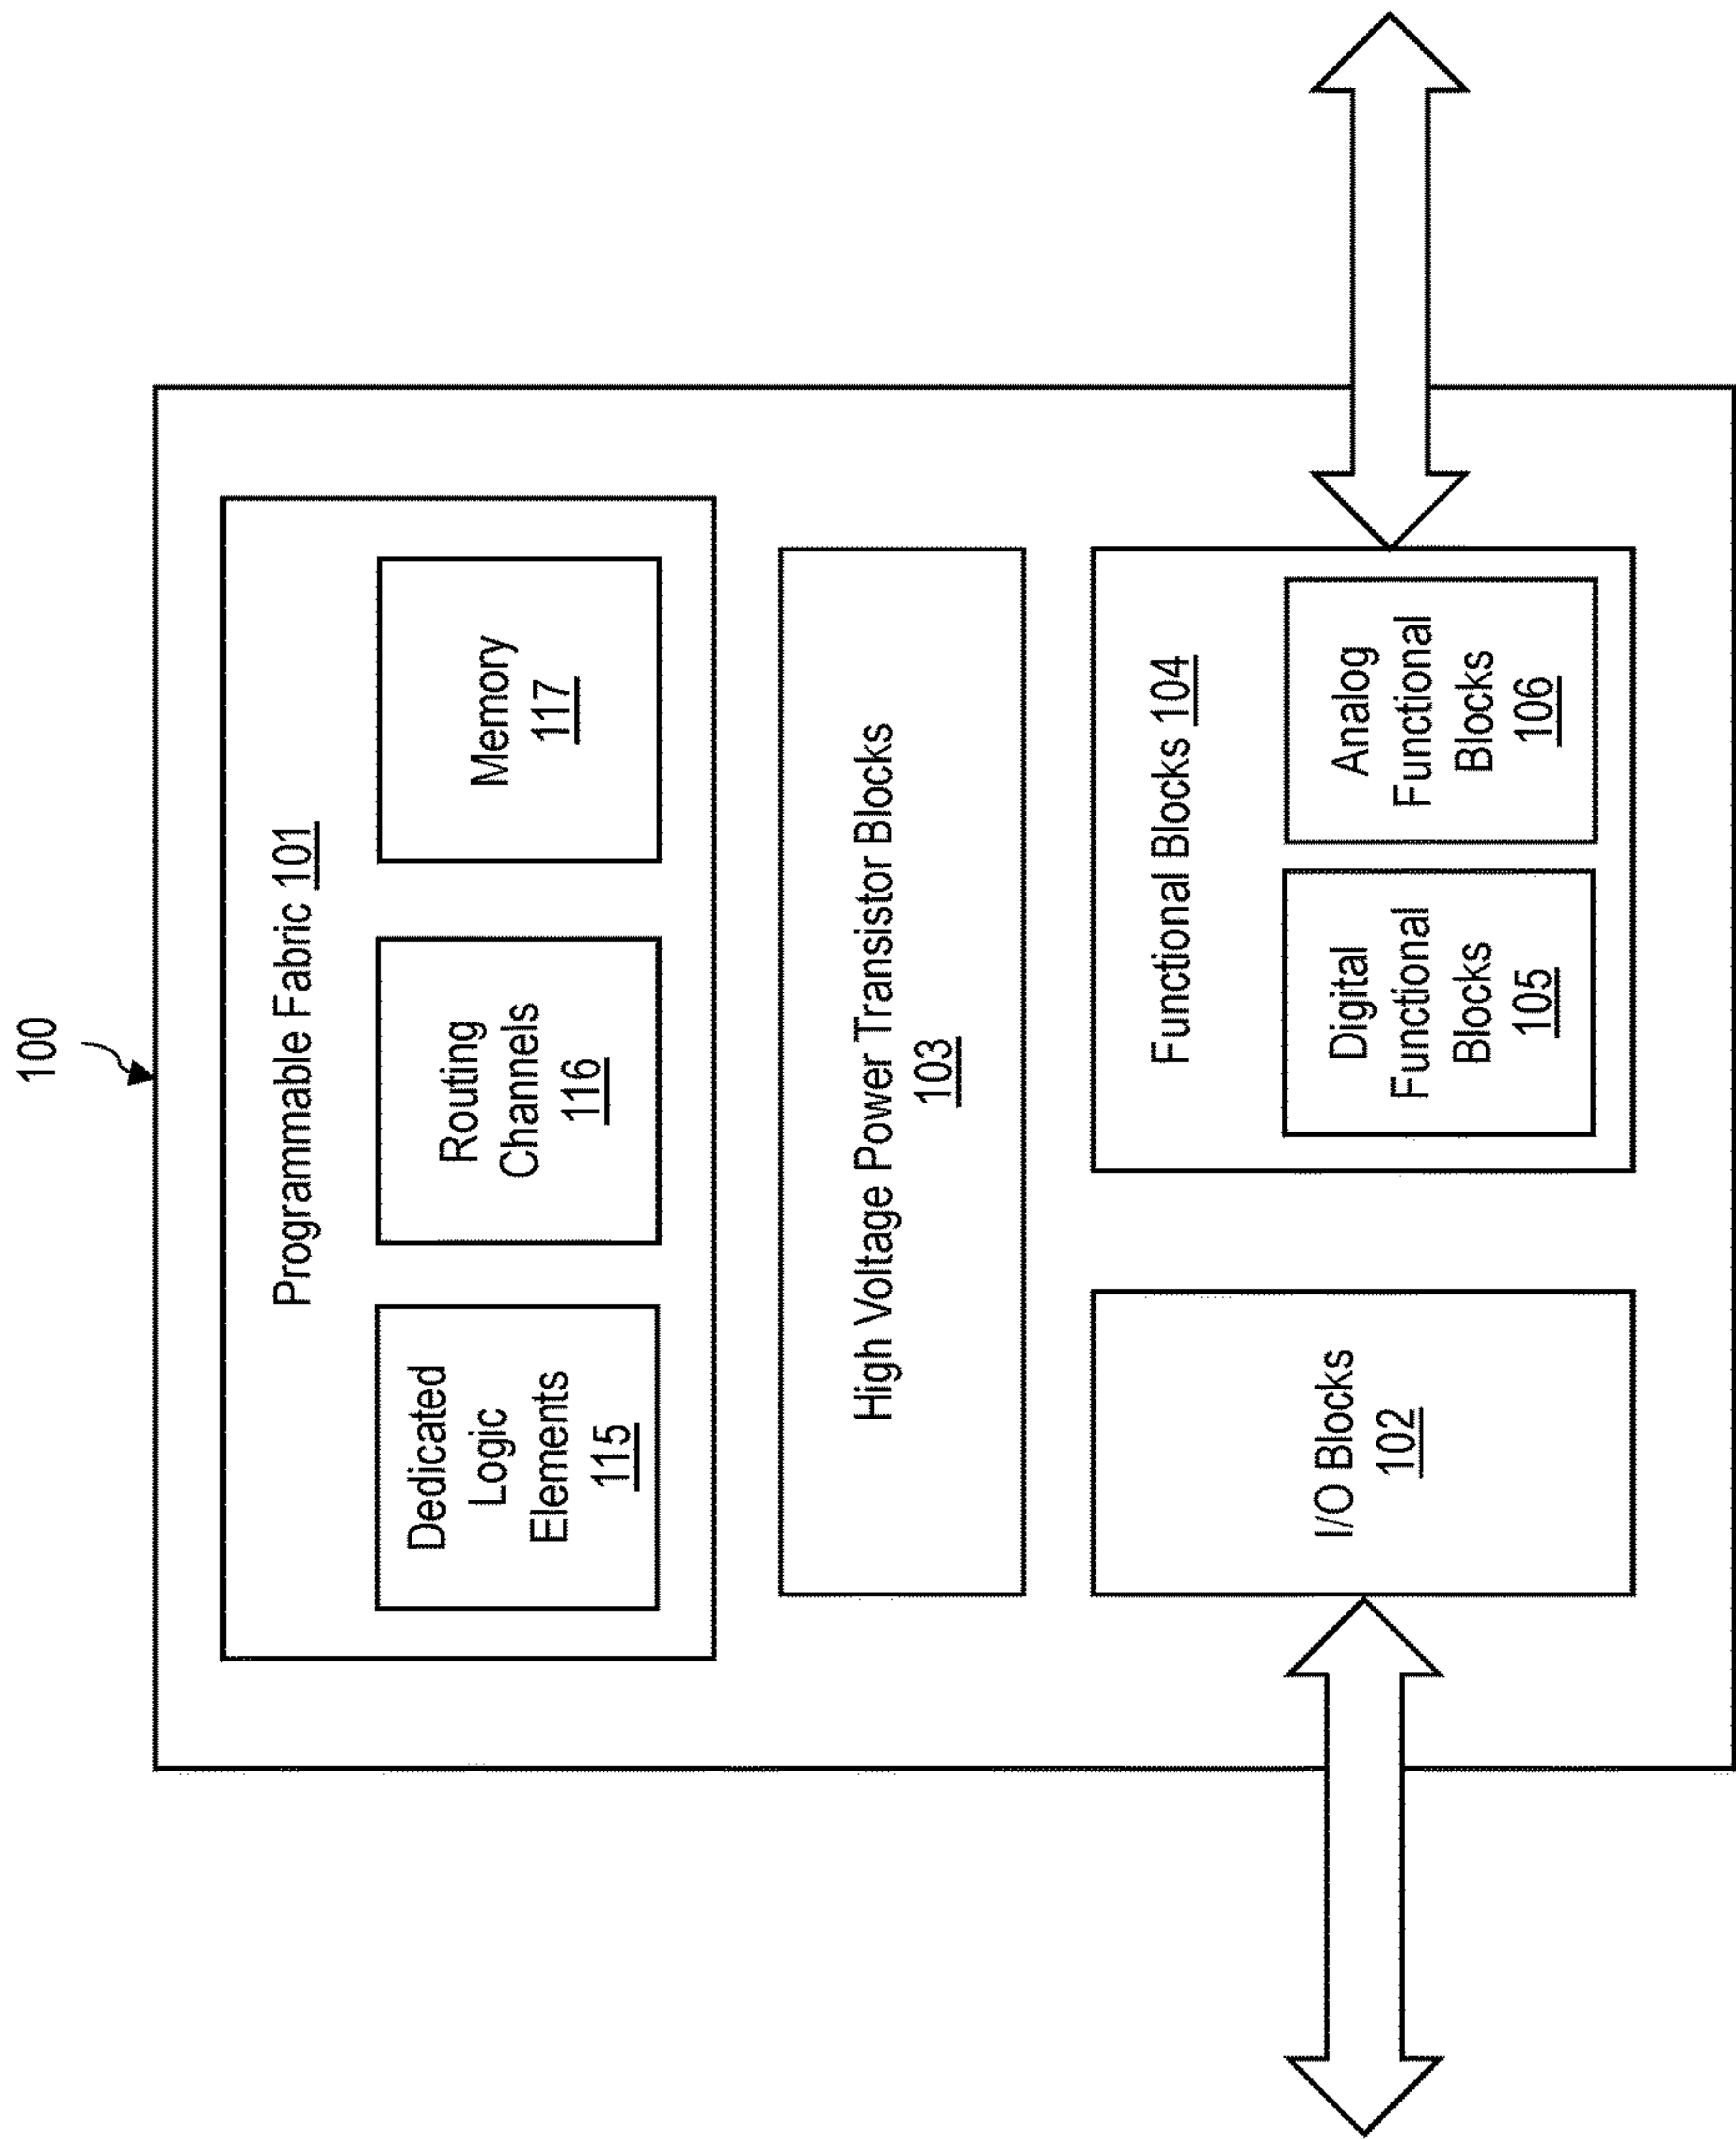 100
Programmable Fabric 101
Dedicated
Logic
Elements
115
Routing
Channels
116
Memory
117
High Voltage Power Transistor Blocks
103
I/O Blocks
102
Functional Blocks 104
Digital
Functional
Blocks
105
Analog
Functional
Blocks
106